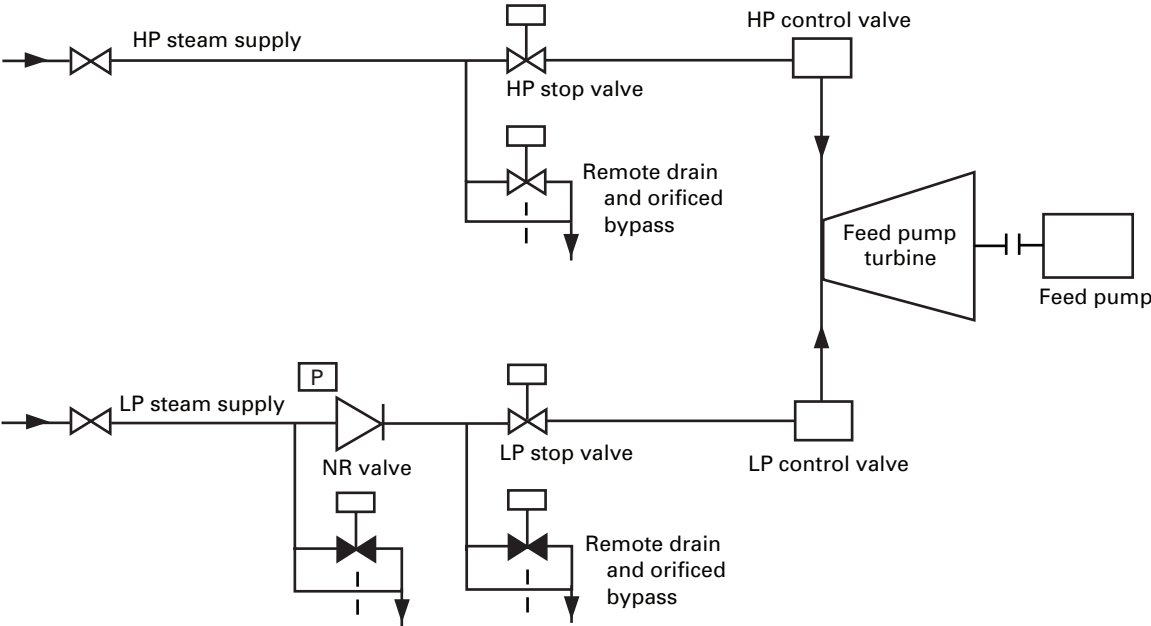 HP control valve
HP steam supply
HP stop valve
Remote drain
and orificed
bypass
Feed pump
turbine
Feed pump
P
LP steam supply
NR valve
LP stop valve
LP control valve
Remote drain
and orificed
bypass